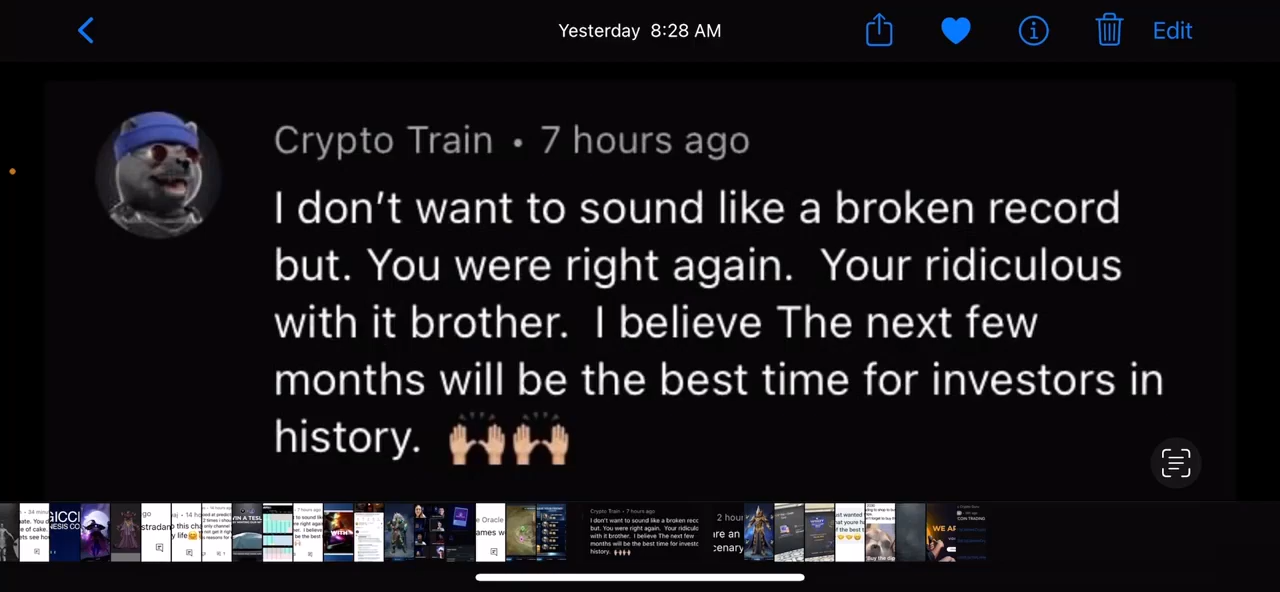 Yesterday 8:28 AM
Edit
Crypto Train • 7 hours ago
I don't want to sound like a broken record
but. You were right again.  Your ridiculous
with it brother.  I believe The next few
months will be the best time for investors in
history. 🙌🏼🙌🏼